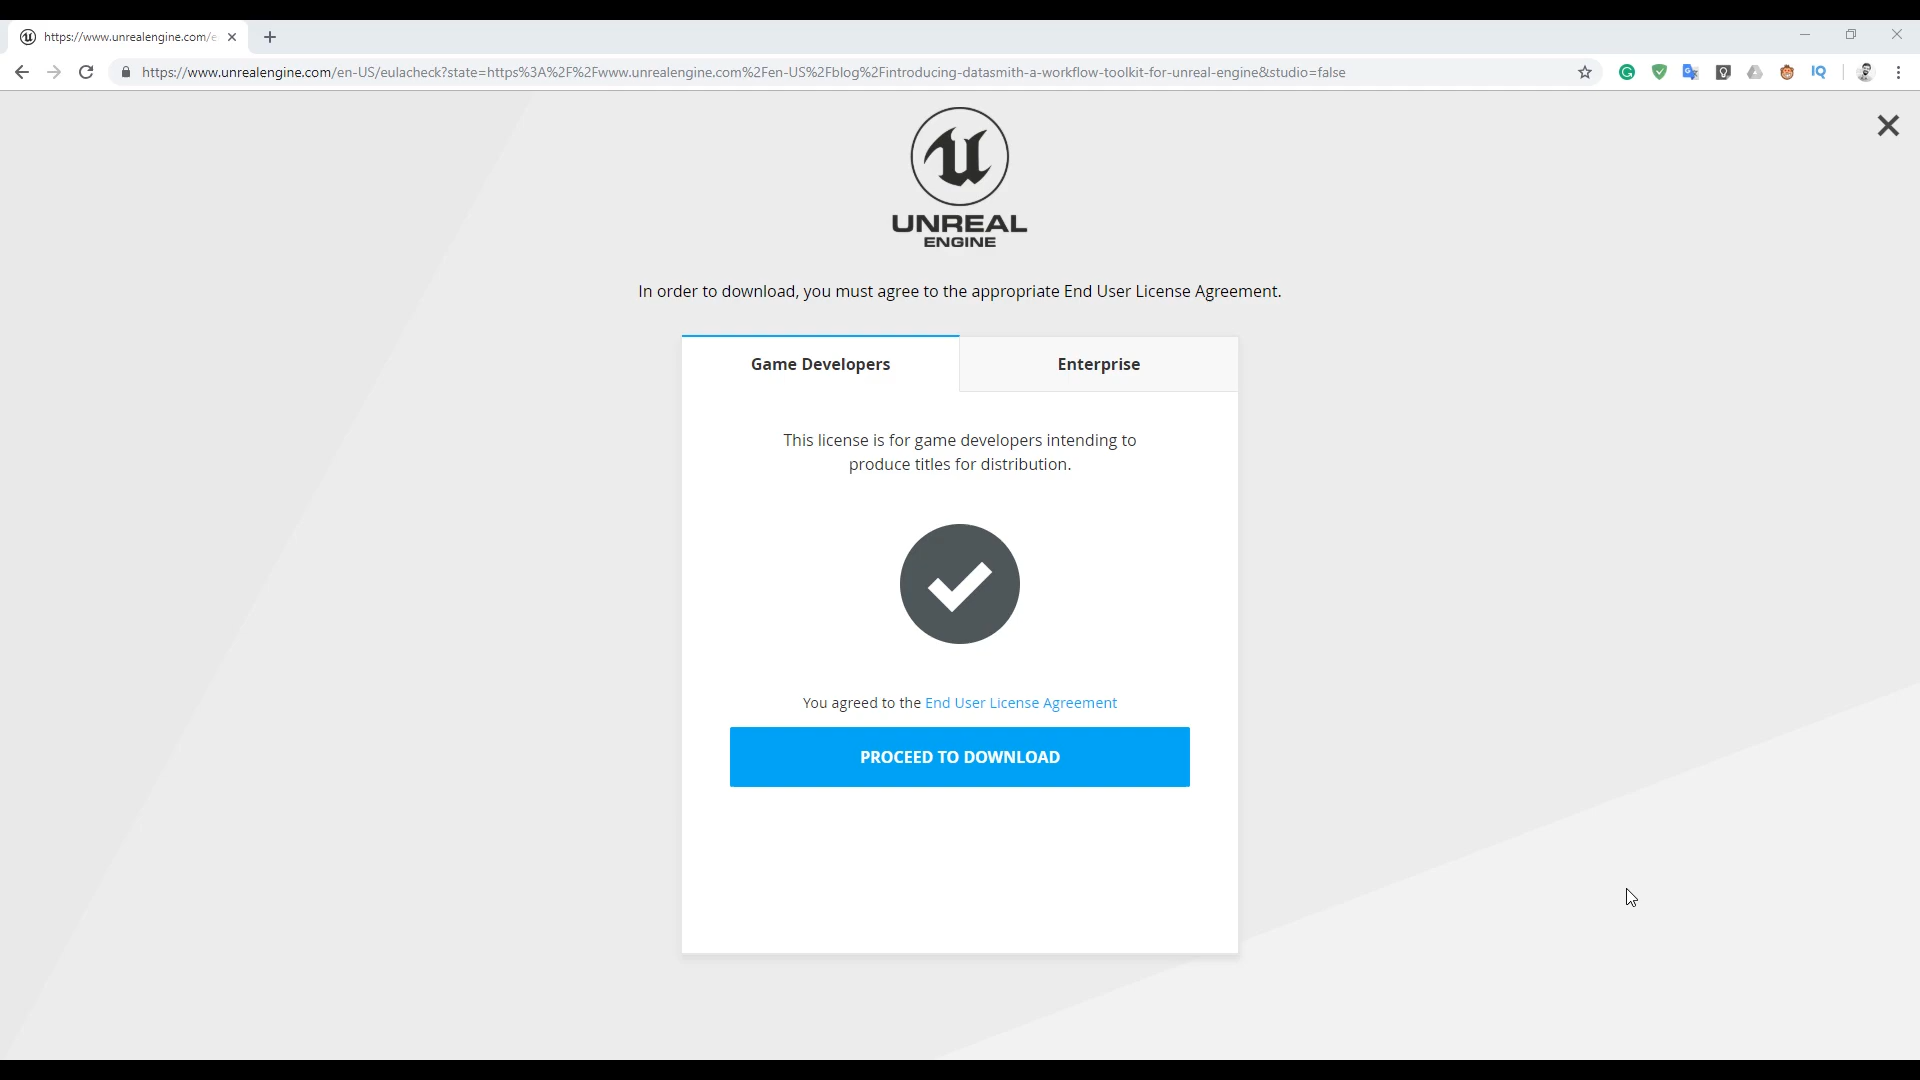 https://www.unrealengine.com/e
https://www.unrealengine.com/en-US/eulacheck?state=https%3A%2F%2Fwww.unrealengine.com%2Fen-US%2Fblog%2Fintroducing-datasmith-a-workflow-toolkit-for-unreal-engine&studio=false
IQ
UNREAL
ENGINE
In order to download, you must agree to the appropriate End User License Agreement.
Game Developers
Enterprise
This license is for game developers intending to
produce titles for distribution.
You agreed to the End User License Agreement
PROCEED TO DOWNLOAD